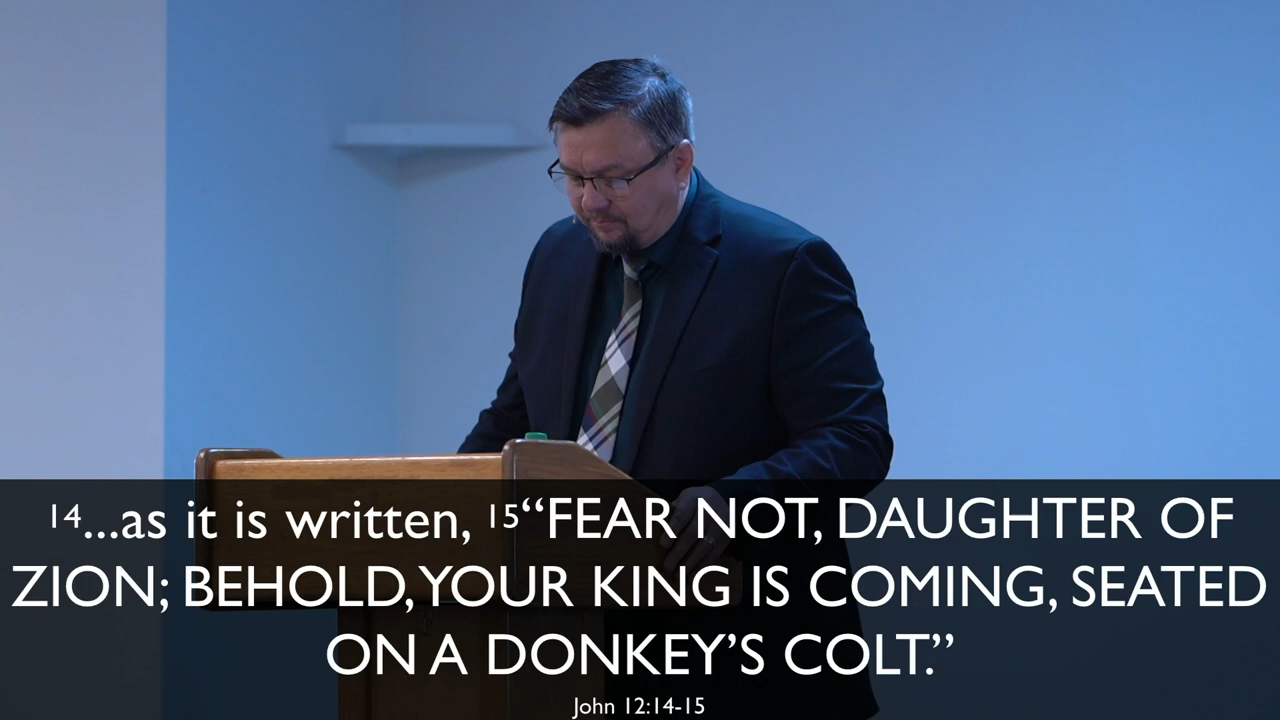 14...as it is written, 15“FEAR NOT, DAUGHTER OF
ZION; BEHOLD, YOUR KING IS COMING, SEATED
ON A DONKEY’S COLT.”
John 12:14-15